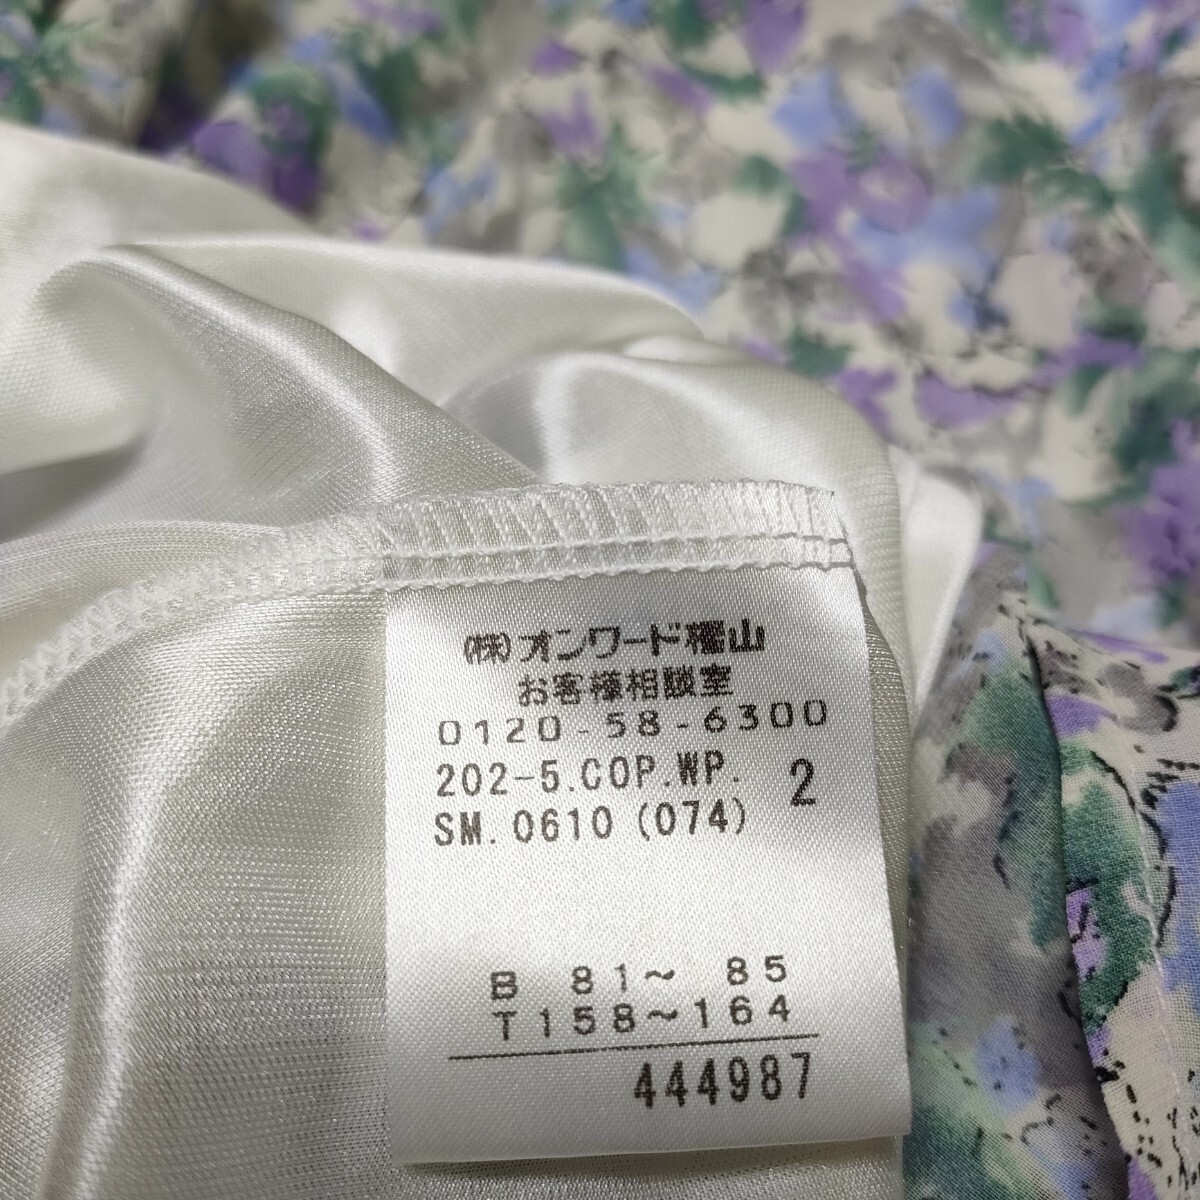 (株)オンワード樫山
お客様相談室
0120-58-6300
202-5.COP.WP. 2
SM.0610(074)
B 81~ 85
T158~164
444987